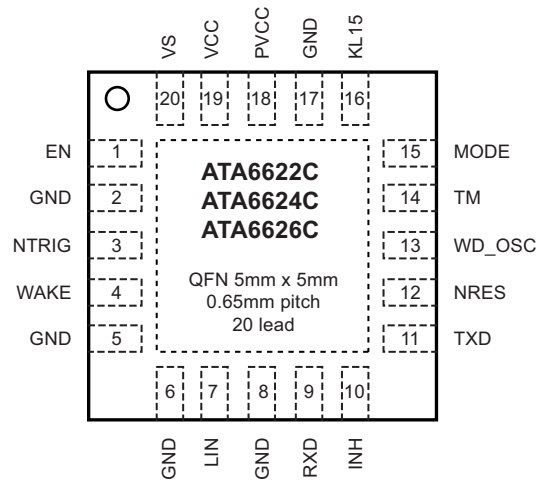 VS VCC PVCC GND KL15
20 19 18 17 16
EN 1 15 MODE
GND 2 14 TM
NTRIG 3 13 WD_OSC
WAKE 4 12 NRES
GND 5 11 TXD
ATA6622C
ATA6624C
ATA6626C
QFN 5mm x 5mm
0.65mm pitch
20 lead
6 7 8 9 10
GND LIN GND RXD INH